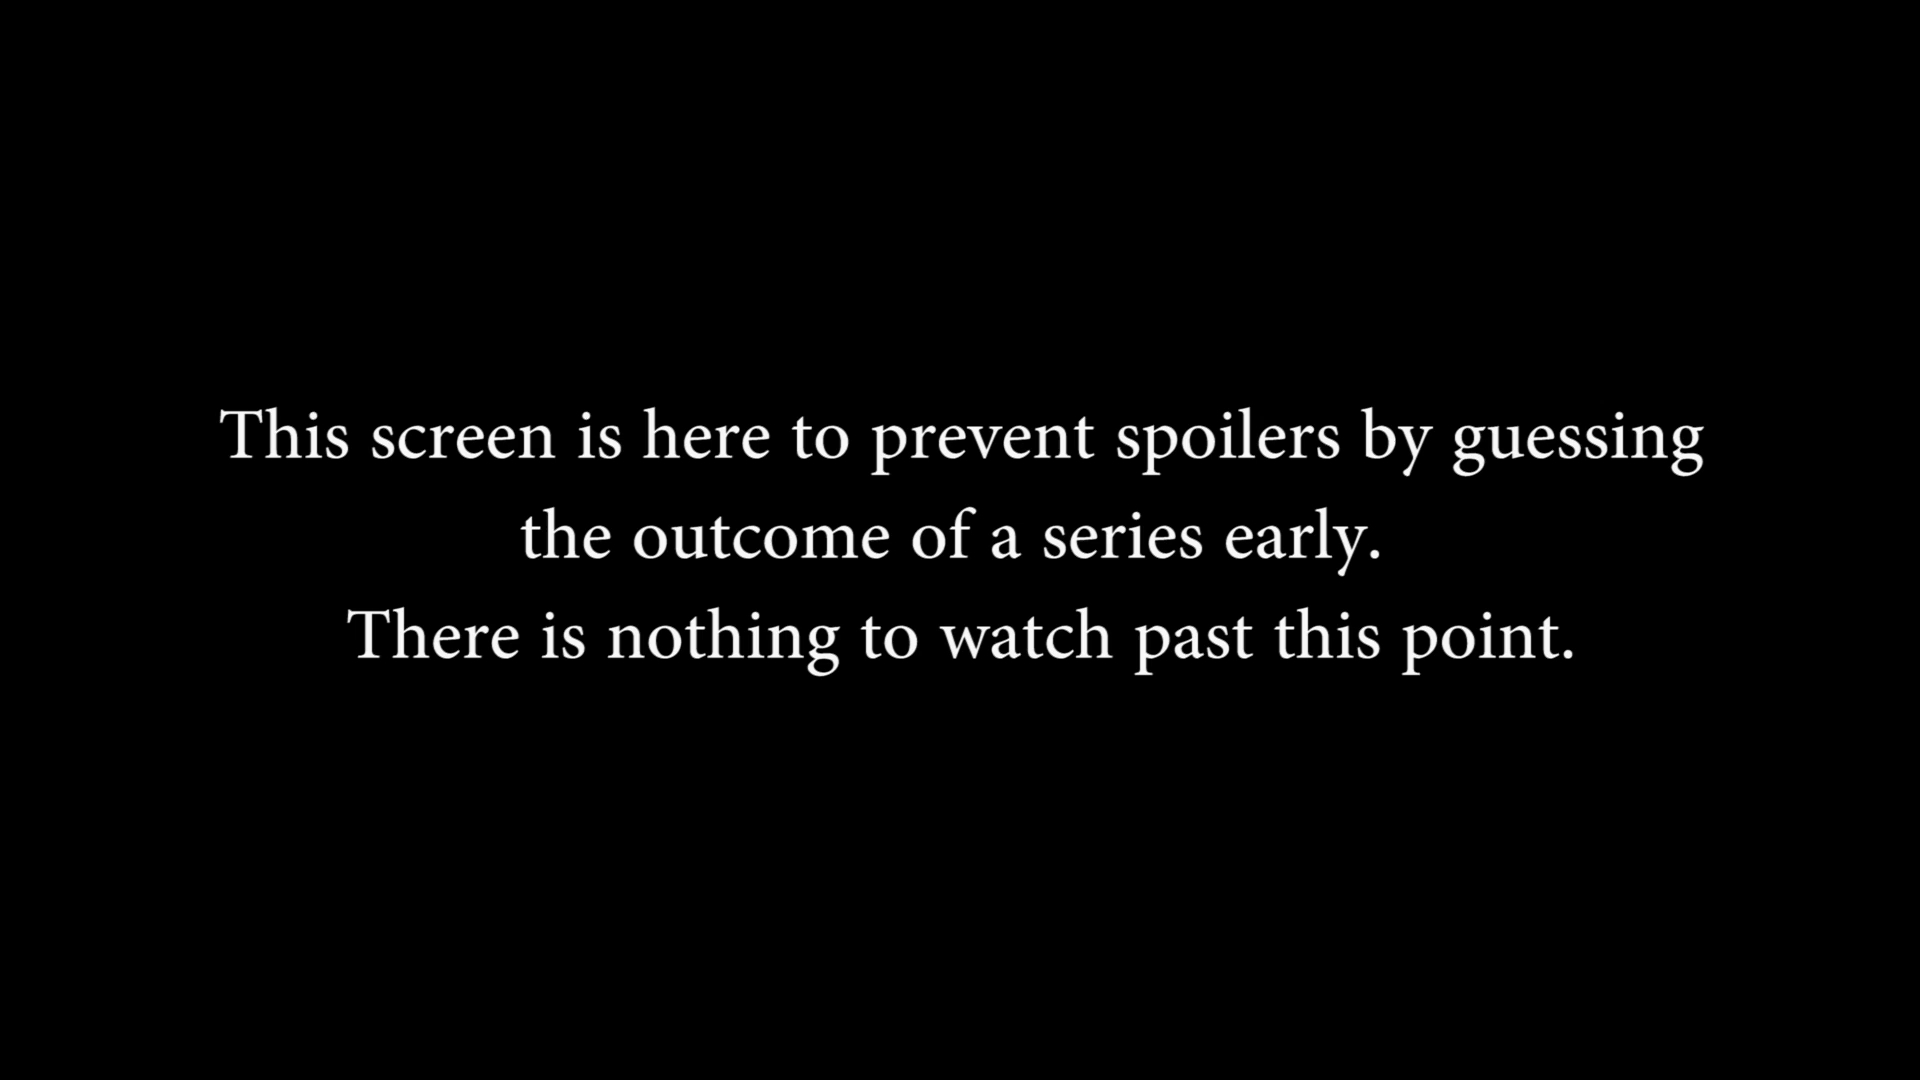 This screen is here to prevent spoilers by guessing
the outcome of a series early.
There is nothing to watch past this point.